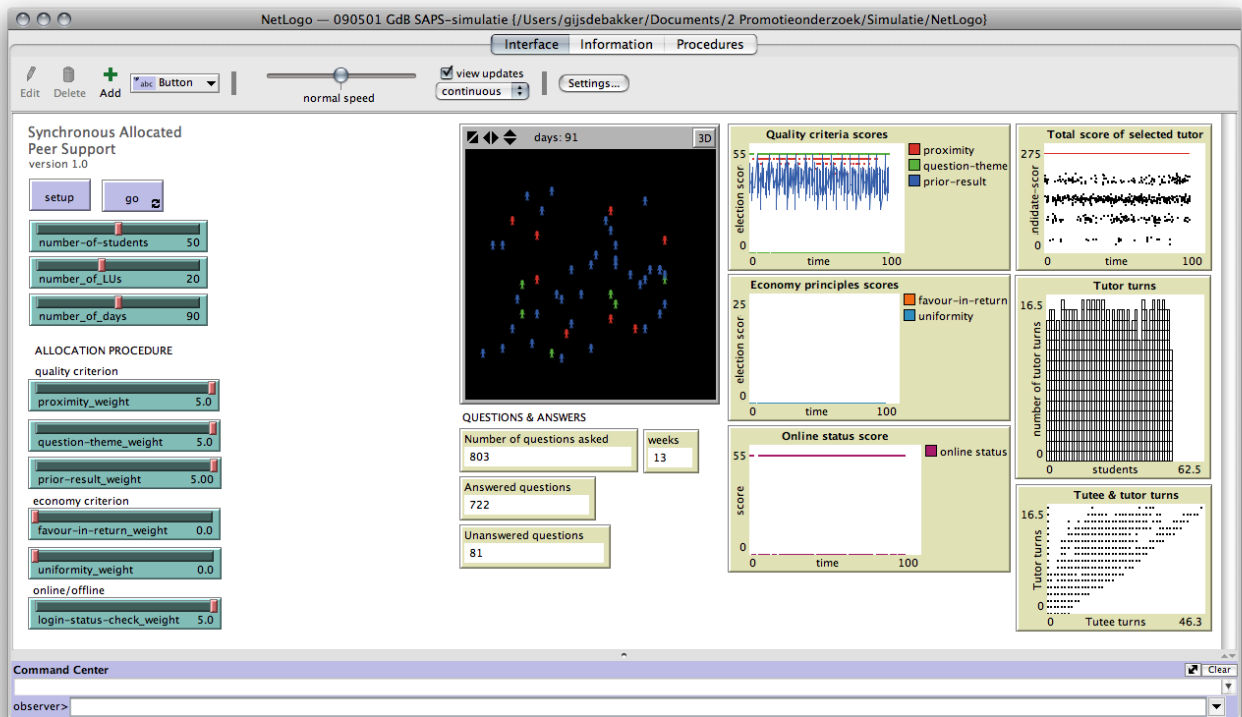 NetLogo — 090501 GdB SAPS-simulatie {/Users/gijsdebakker/Documents/2 Promotieonderzoek/Simulatie/NetLogo}
Interface Information Procedures
Edit Delete Add abc Button
normal speed
view updates
continuous
Settings...
Synchronous Allocated
Peer Support
version 1.0
setup go
number-of-students 50
number_of_LUs 20
number_of_days 90
ALLOCATION PROCEDURE
quality criterion
proximity_weight 5.0
question-theme_weight 5.0
prior-result_weight 5.00
economy criterion
favour-in-return_weight 0.0
uniformity_weight 0.0
online/offline
login-status-check_weight 5.0
days: 91 3D
QUESTIONS & ANSWERS
Number of questions asked
803
weeks
13
Answered questions
722
Unanswered questions
81
Quality criteria scores
55
election scor
0
0 time 100
proximity
question-theme
prior-result
Economy principles scores
25
election score
0
0 time 100
favour-in-return
uniformity
Online status score
55
score
0
0 time 100
online status
Total score of selected tutor
275
ndidate-scor
0
0 time 100
Tutor turns
16.5
number of tutor turns
0
0 students 62.5
Tutee & tutor turns
16.5
Tutor turns
0
0 Tutee turns 46.3
Command Center Clear
observer>